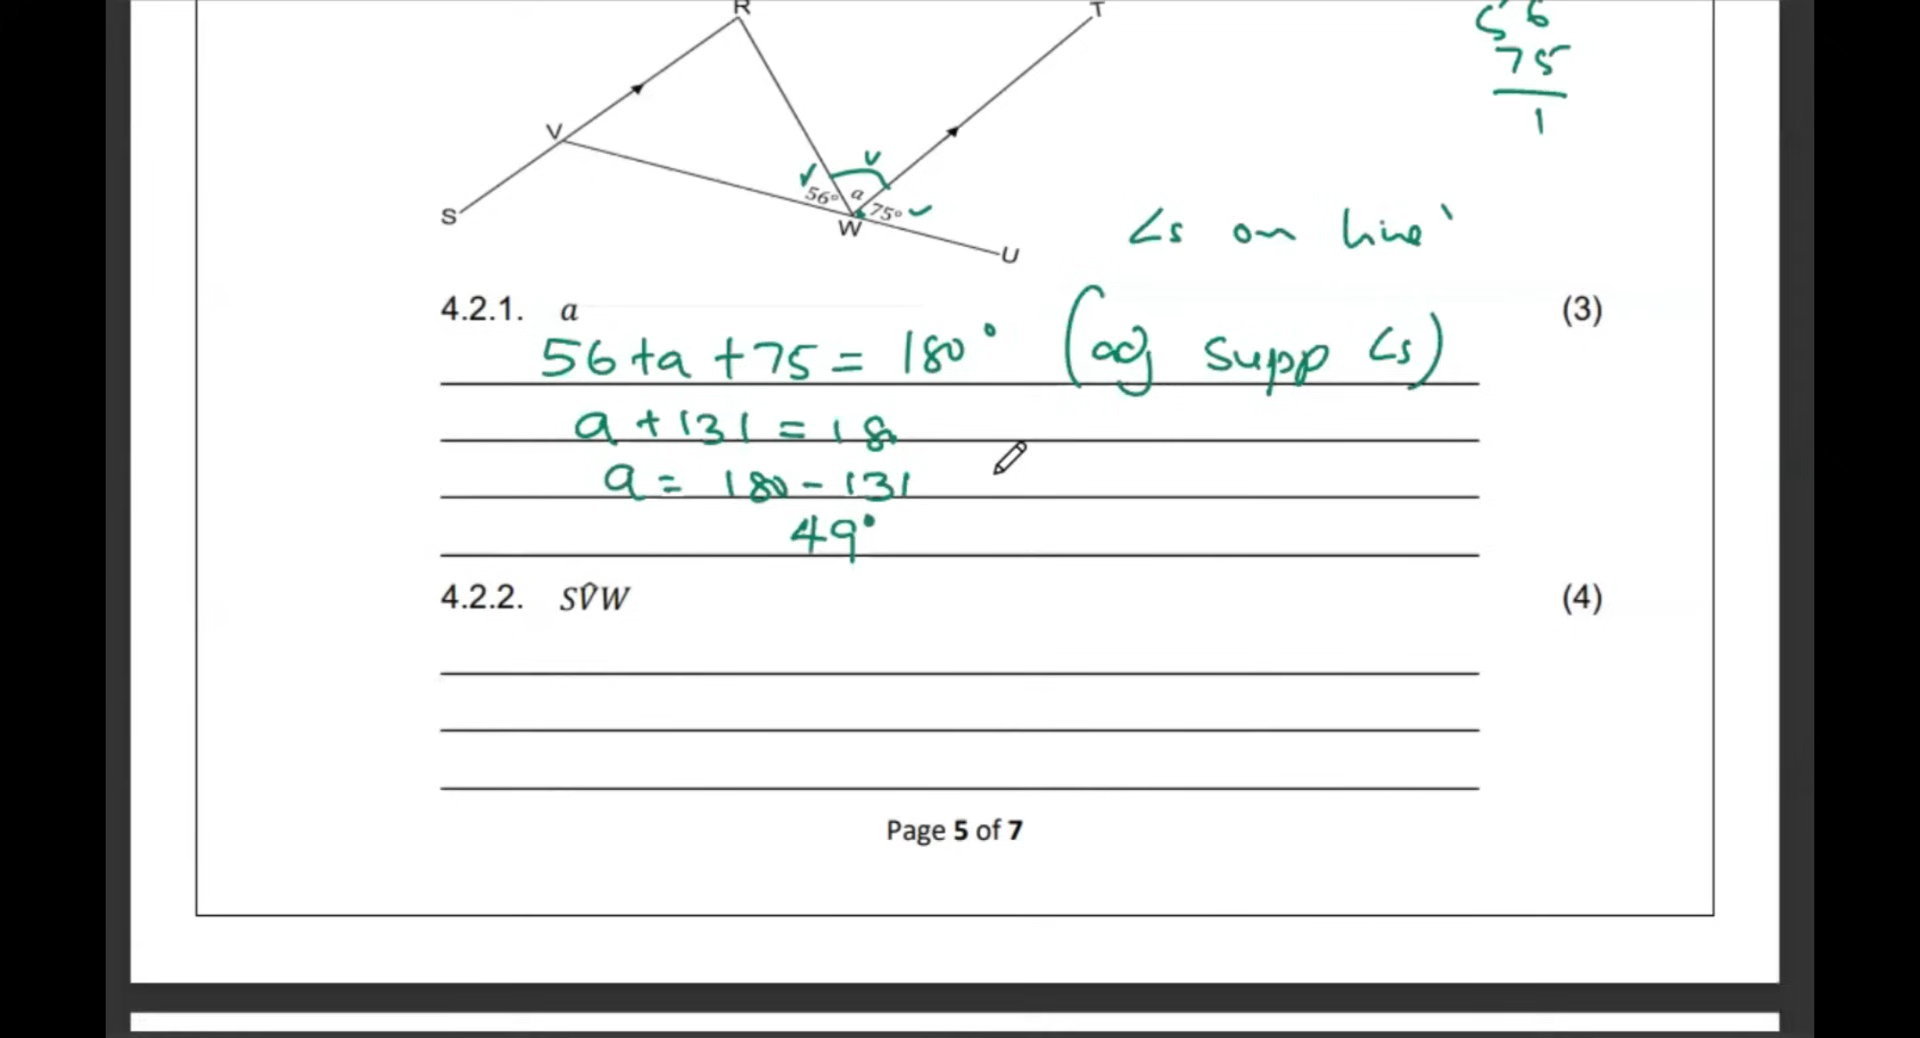 R
T
56
75
1
V
56° a 75°
S
W
U
∠s on line
4.2.1. a (3)
56 + a + 75 = 180° (adj supp ∠s)
a + 131 = 18
a = 180 - 131
49°
4.2.2. SV̂W (4)
Page 5 of 7